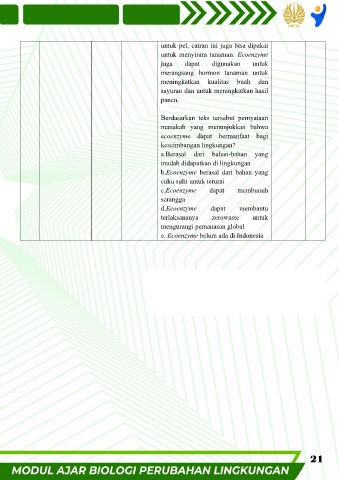 untuk pel, cairan ini juga bisa dipakai
untuk menyiram tanaman. Ecoenzyme
juga dapat digunakan untuk
merangsang hormon tanaman untuk
meningkatkan kualitas buah dan
sayuran dan untuk meningkatkan hasil
panen.
Berdasarkan teks tersebut pernyataan
manakah yang menunjukkan bahwa
ecoenzyme dapat bermanfaat bagi
keseimbangan lingkungan?
a.Berasal dari bahan-bahan yang
mudah didapatkan di lingkungan
b.Ecoenzyme berasal dari bahan yang
cuku sulit untuk terurai
c.Ecoenzyme dapat membunuh
serangga
d.Ecoenzyme dapat membantu
terlaksananya zerowaste untuk
mengurangi pemanasan global
e. Ecoenzyme belum ada di Indonesia
21
MODUL AJAR BIOLOGI PERUBAHAN LINGKUNGAN